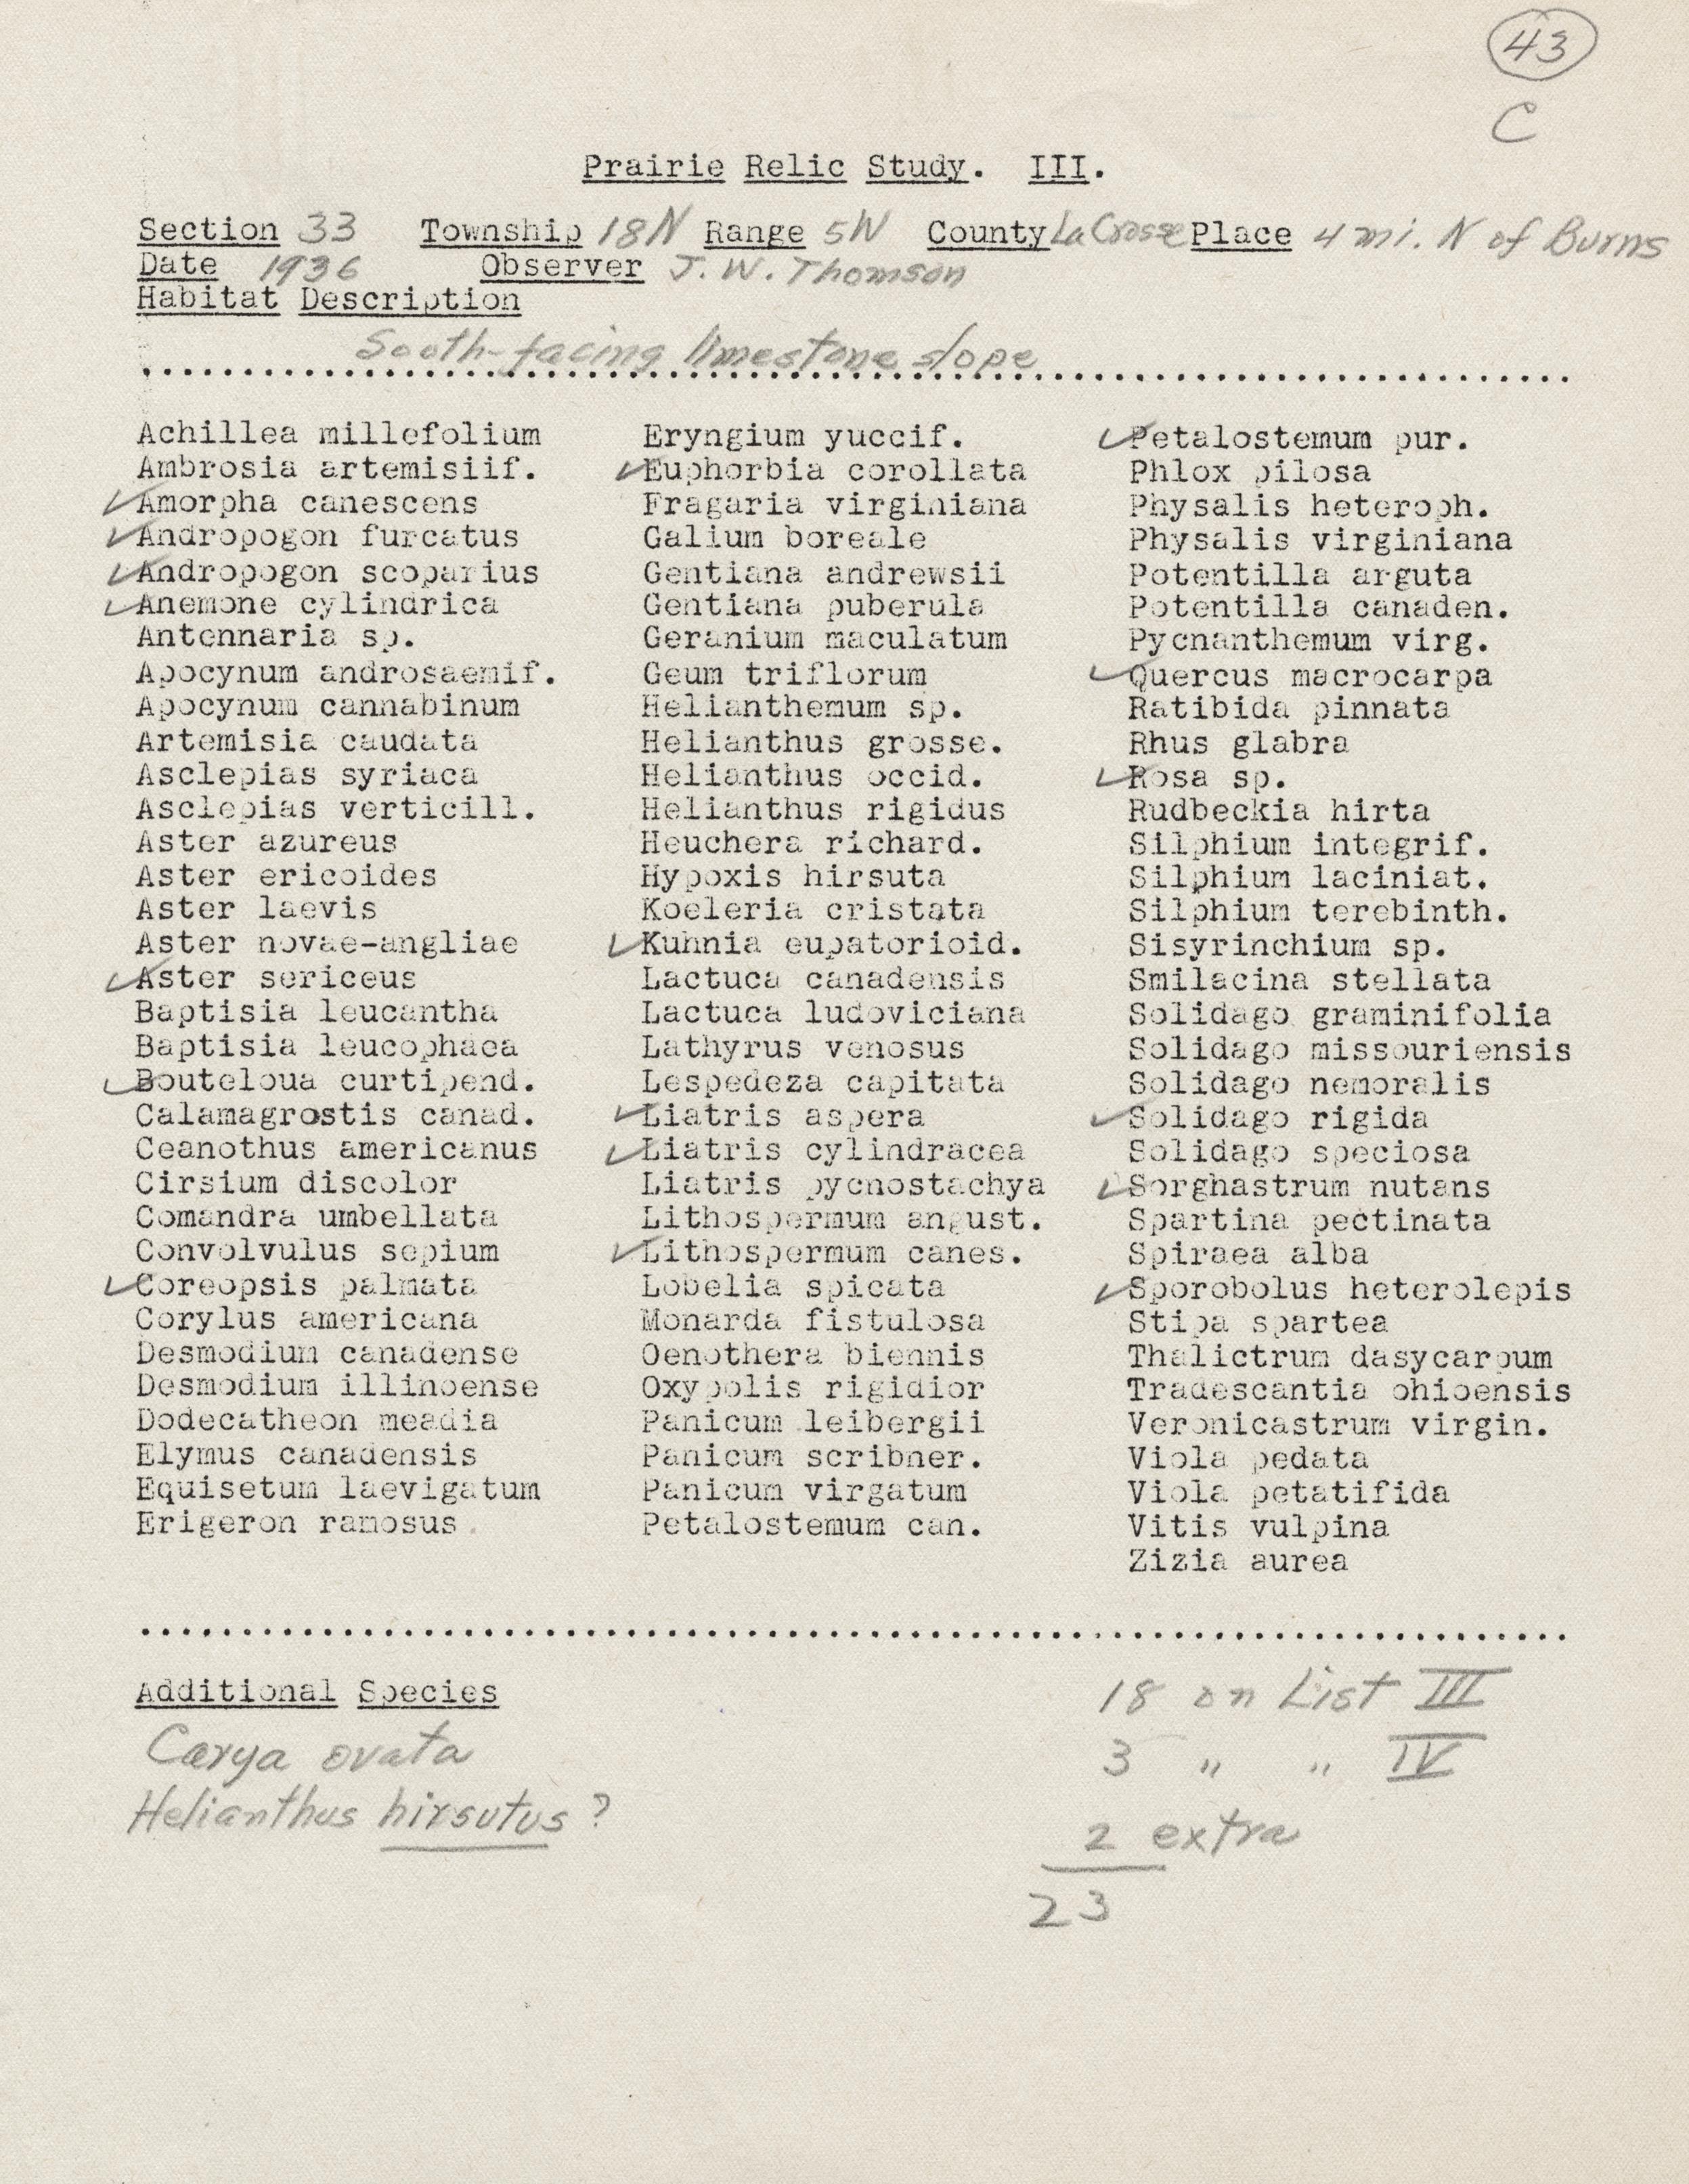 43
C
Prairie Relic Study. III.
Section 33 Township 18N Range 5W County La Crosse Place 4 mi. N of Burns
Date 1936 Observer J. W. Thomson
Habitat Description
South-facing limestone slope
Achillea millefolium
Ambrosia artemisiif.
✓Amorpha canescens
✓Andropogon furcatus
✓Andropogon scoparius
✓Anemone cylindrica
Antennaria sp.
Apocynum androsaemif.
Apocynum cannabinum
Artemisia caudata
Asclepias syriaca
Asclepias verticill.
Aster azureus
Aster ericoides
Aster laevis
Aster novae-angliae
✓Aster sericeus
Baptisia leucantha
Baptisia leucophaea
✓Bouteloua curtipend.
Calamagrostis canad.
Ceanothus americanus
Cirsium discolor
Comandra umbellata
Convolvulus sepium
✓Coreopsis palmata
Corylus americana
Desmodium canadense
Desmodium illinoense
Dodecatheon meadia
Elymus canadensis
Equisetum laevigatum
Erigeron ramosus
Eryngium yuccif.
✓Euphorbia corollata
Fragaria virginiana
Galium boreale
Gentiana andrewsii
Gentiana puberula
Geranium maculatum
Geum triflorum
Helianthemum sp.
Helianthus grosse.
Helianthus occid.
Helianthus rigidus
Heuchera richard.
Hypoxis hirsuta
Koeleria cristata
✓Kuhnia eupatorioid.
Lactuca canadensis
Lactuca ludoviciana
Lathyrus venosus
Lespedeza capitata
✓Liatris aspera
✓Liatris cylindracea
Liatris pycnostachya
Lithospermum angust.
✓Lithospermum canes.
Lobelia spicata
Monarda fistulosa
Oenothera biennis
Oxypolis rigidior
Panicum leibergii
Panicum scribner.
Panicum virgatum
Petalostemum can.
✓Petalostemum pur.
Phlox pilosa
Physalis heteroph.
Physalis virginiana
Potentilla arguta
Potentilla canaden.
Pycnanthemum virg.
✓Quercus macrocarpa
Ratibida pinnata
Rhus glabra
✓Rosa sp.
Rudbeckia hirta
Silphium integrif.
Silphium laciniat.
Silphium terebinth.
Sisyrinchium sp.
Smilacina stellata
Solidago graminifolia
Solidago missouriensis
Solidago nemoralis
✓Solidago rigida
Solidago speciosa
✓Sorghastrum nutans
Spartina pectinata
Spiraea alba
✓Sporobolus heterolepis
Stipa spartea
Thalictrum dasycarpum
Tradescantia ohioensis
Veronicastrum virgin.
Viola pedata
Viola petatifida
Vitis vulpina
Zizia aurea
Additional Species
Carya ovata
Helianthus hirsutus ?
18 on List III
3 " " IV
2 extra
23